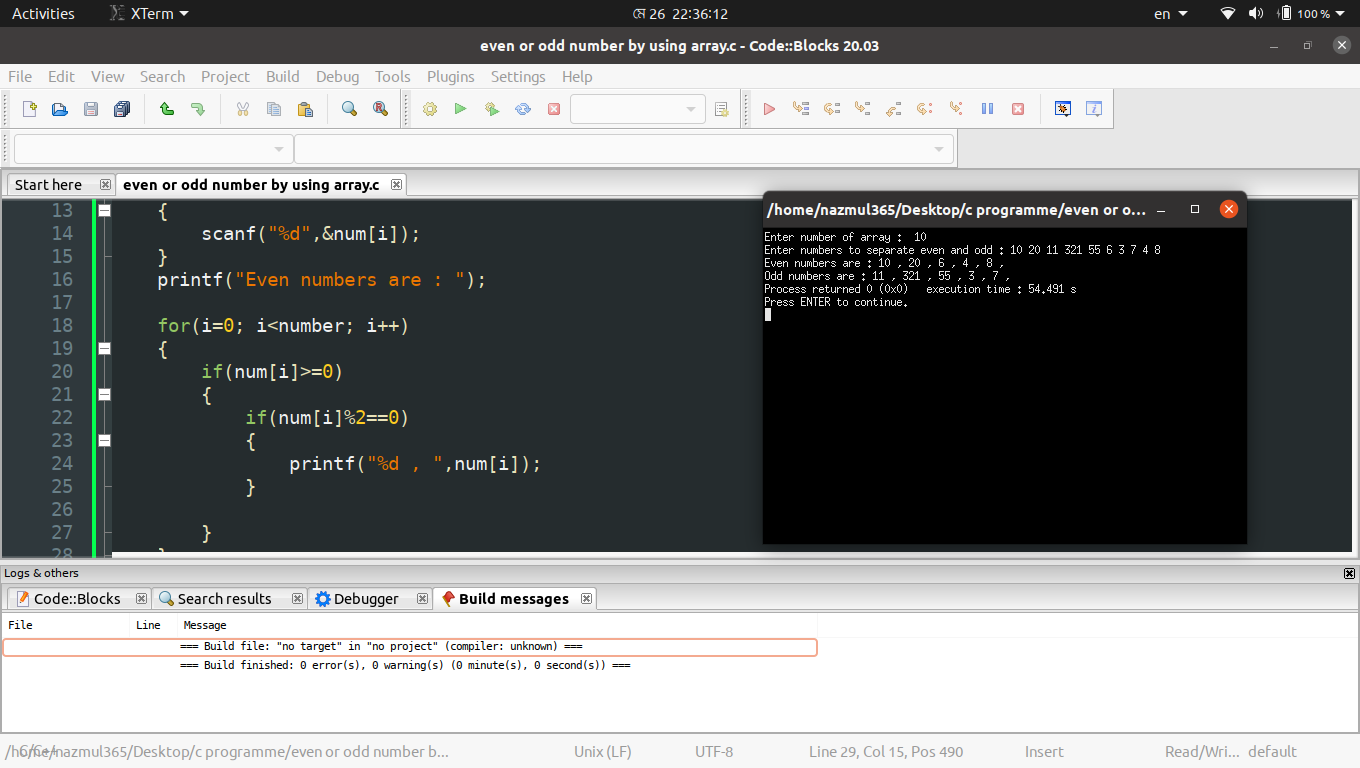 Activities XTerm মে 26 22:36:12 en 100 %
even or odd number by using array.c - Code::Blocks 20.03
File Edit View Search Project Build Debug Tools Plugins Settings Help
Start here even or odd number by using array.c
13 {
14 scanf("%d",&num[i]);
15 }
16 printf("Even numbers are : ");
17
18 for(i=0; i<number; i++)
19 {
20 if(num[i]>=0)
21 {
22 if(num[i]%2==0)
23 {
24 printf("%d , ",num[i]);
25 }
26
27 }
28 }
/home/nazmul365/Desktop/c programme/even or o...
Enter number of array :  10
Enter numbers to separate even and odd : 10 20 11 321 55 6 3 7 4 8
Even numbers are : 10 , 20 , 6 , 4 , 8 ,
Odd numbers are : 11 , 321 , 55 , 3 , 7 ,
Process returned 0 (0x0)   execution time : 54.491 s
Press ENTER to continue.
Logs & others
Code::Blocks Search results Debugger Build messages
File Line Message
=== Build file: "no target" in "no project" (compiler: unknown) ===
=== Build finished: 0 error(s), 0 warning(s) (0 minute(s), 0 second(s)) ===
/home/nazmul365/Desktop/c programme/even or odd number b... C/C++ Unix (LF) UTF-8 Line 29, Col 15, Pos 490 Insert Read/Wri... default